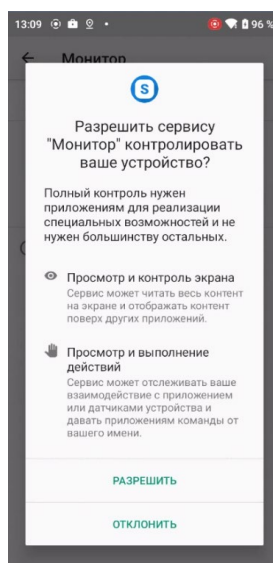 13:09
96 %
Монитор
S
Разрешить сервису
"Монитор" контролировать
ваше устройство?
Полный контроль нужен
приложениям для реализации
специальных возможностей и не
нужен большинству остальных.
Просмотр и контроль экрана
Сервис может читать весь контент
на экране и отображать контент
поверх других приложений.
Просмотр и выполнение
действий
Сервис может отслеживать ваше
взаимодействие с приложением
или датчиками устройства и
давать приложениям команды от
вашего имени.
РАЗРЕШИТЬ
ОТКЛОНИТЬ